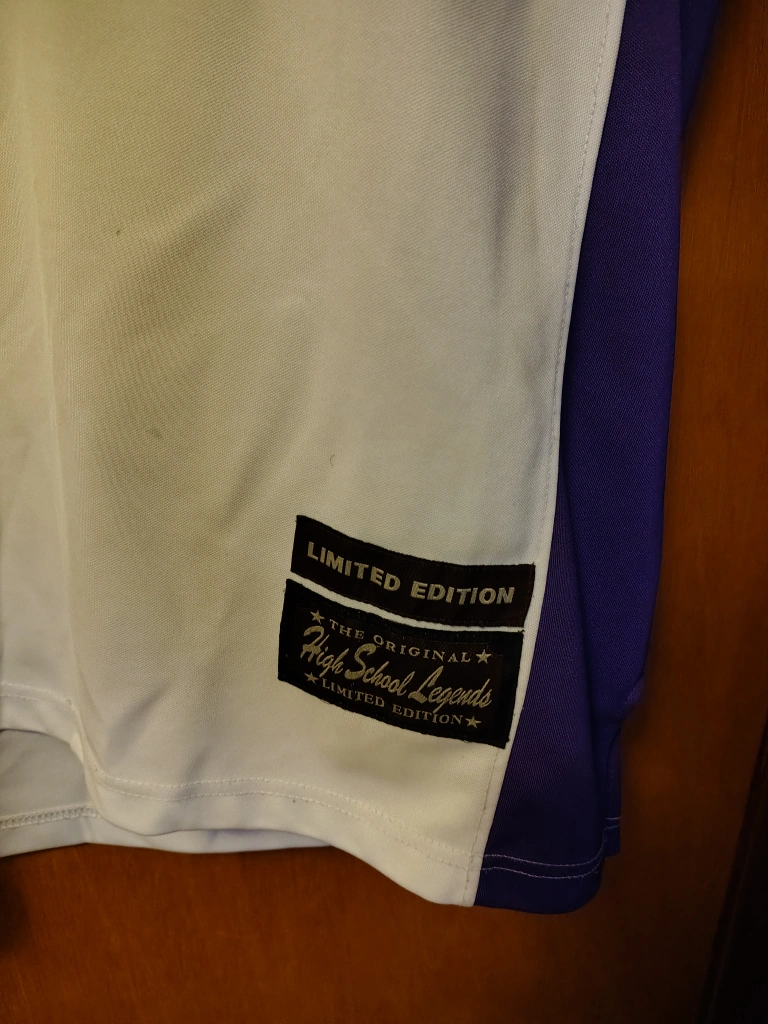 LIMITED EDITION
THE ORIGINAL
High School Legends
LIMITED EDITION